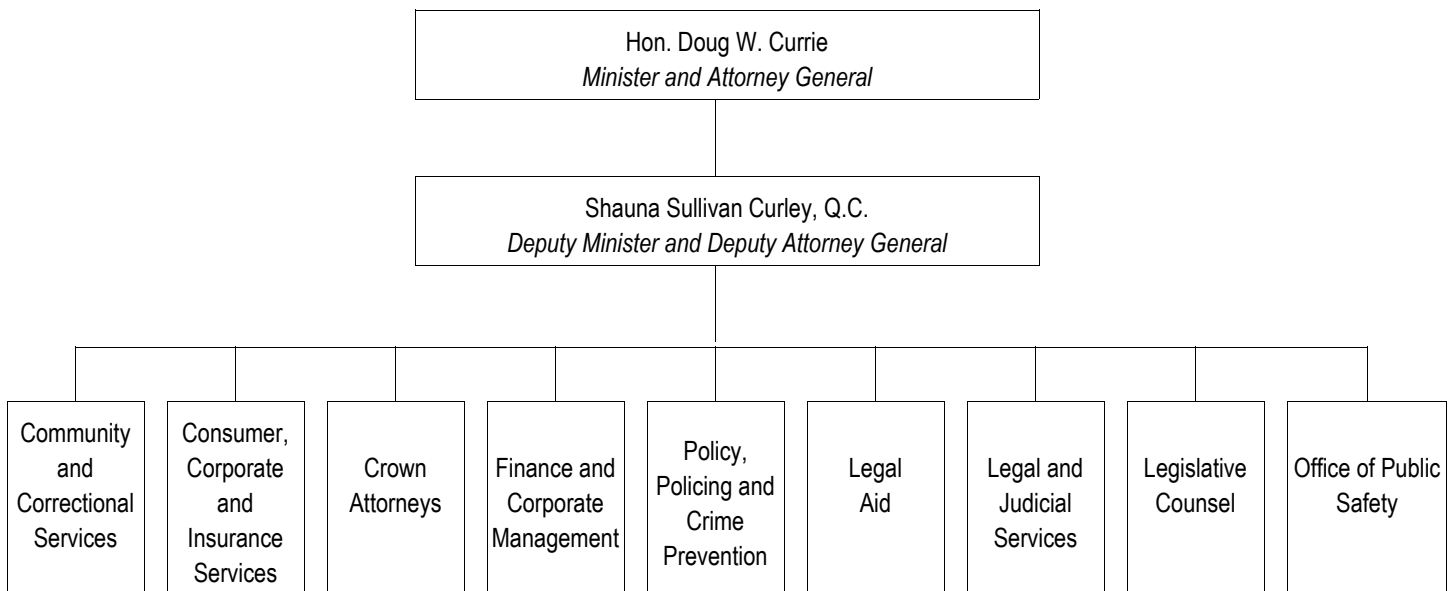 Hon. Doug W. Currie
Minister and Attorney General
Shauna Sullivan Curley, Q.C.
Deputy Minister and Deputy Attorney General
Community
and
Correctional
Services
Consumer,
Corporate
and
Insurance
Services
Crown
Attorneys
Finance and
Corporate
Management
Policy,
Policing and
Crime
Prevention
Legal
Aid
Legal and
Judicial
Services
Legislative
Counsel
Office of Public
Safety